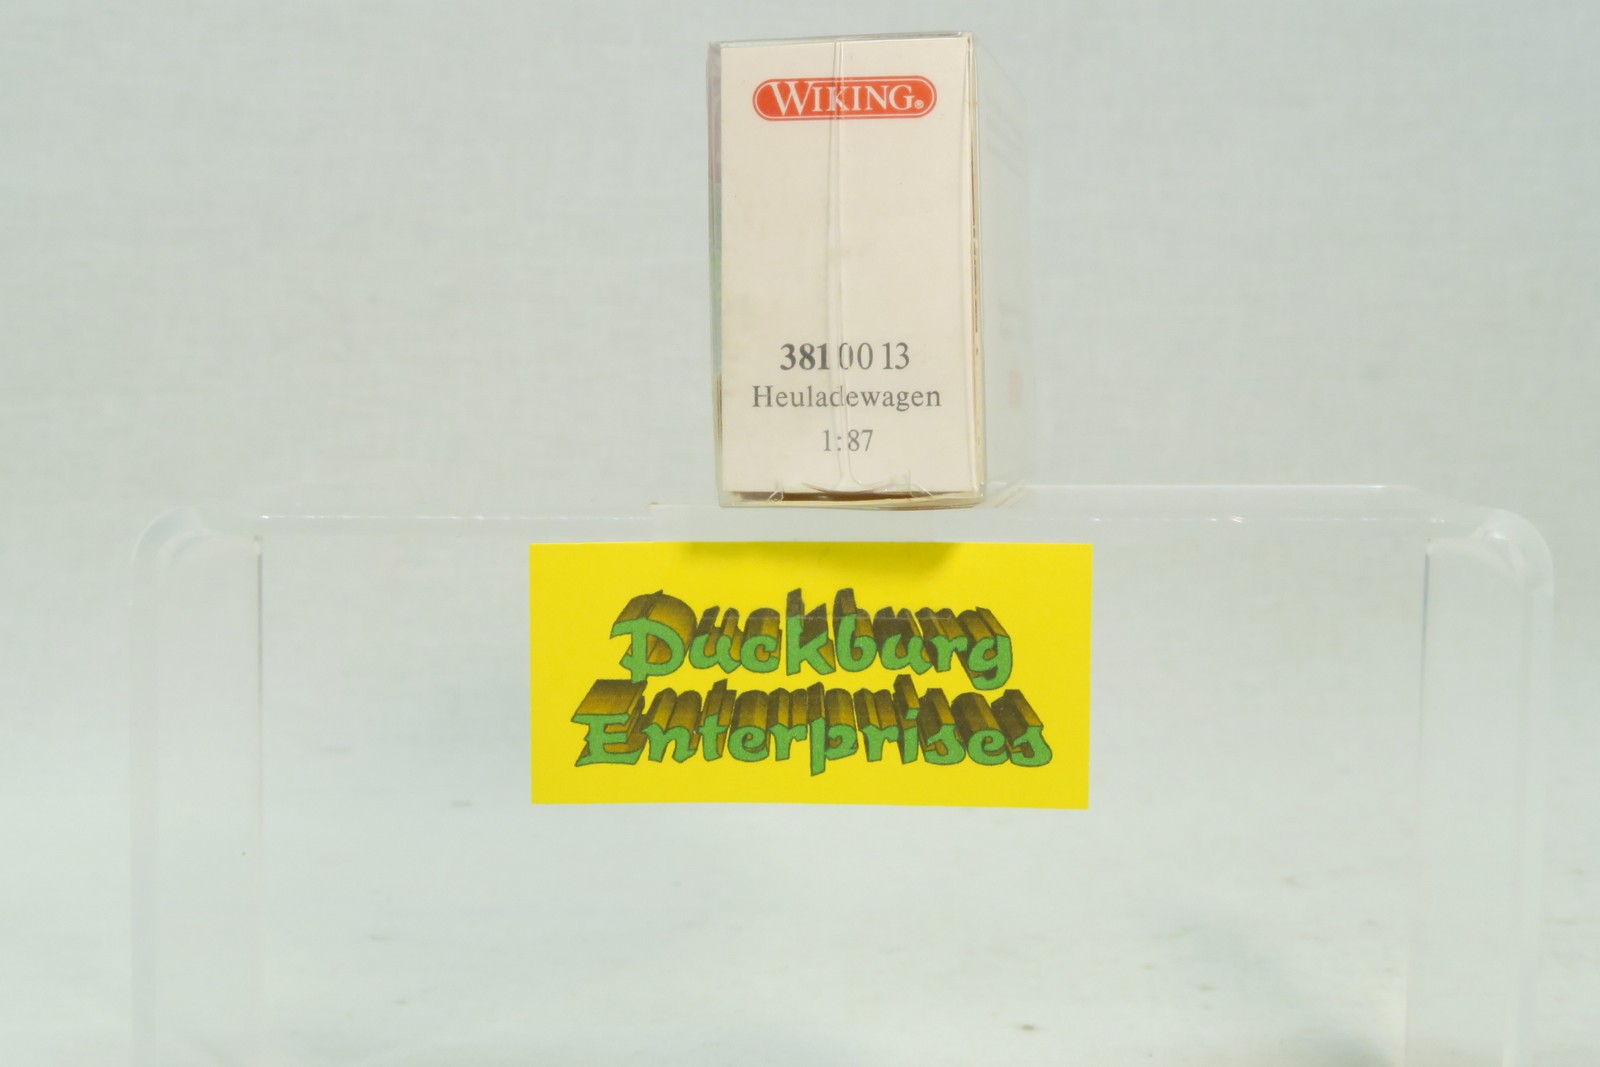 WIKING®
381 00 13
Heuladewagen
1:87
Duckburg
Enterprises